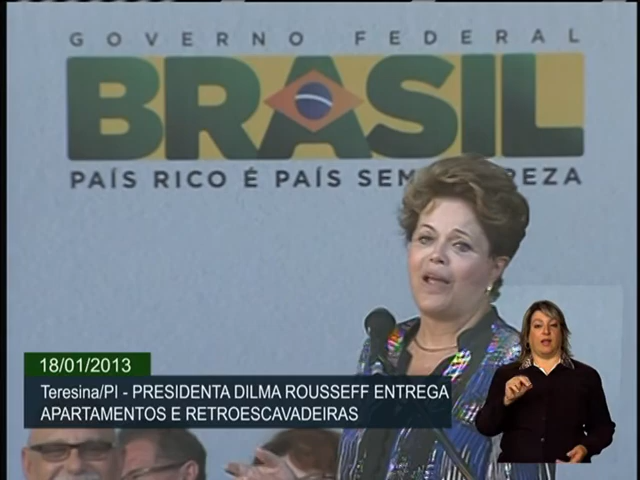 GOVERNO FEDERAL
BRASIL
PAÍS RICO É PAÍS SEM REZA
18/01/2013
Teresina/PI - PRESIDENTA DILMA ROUSSEFF ENTREGA
APARTAMENTOS E RETROESCAVADEIRAS